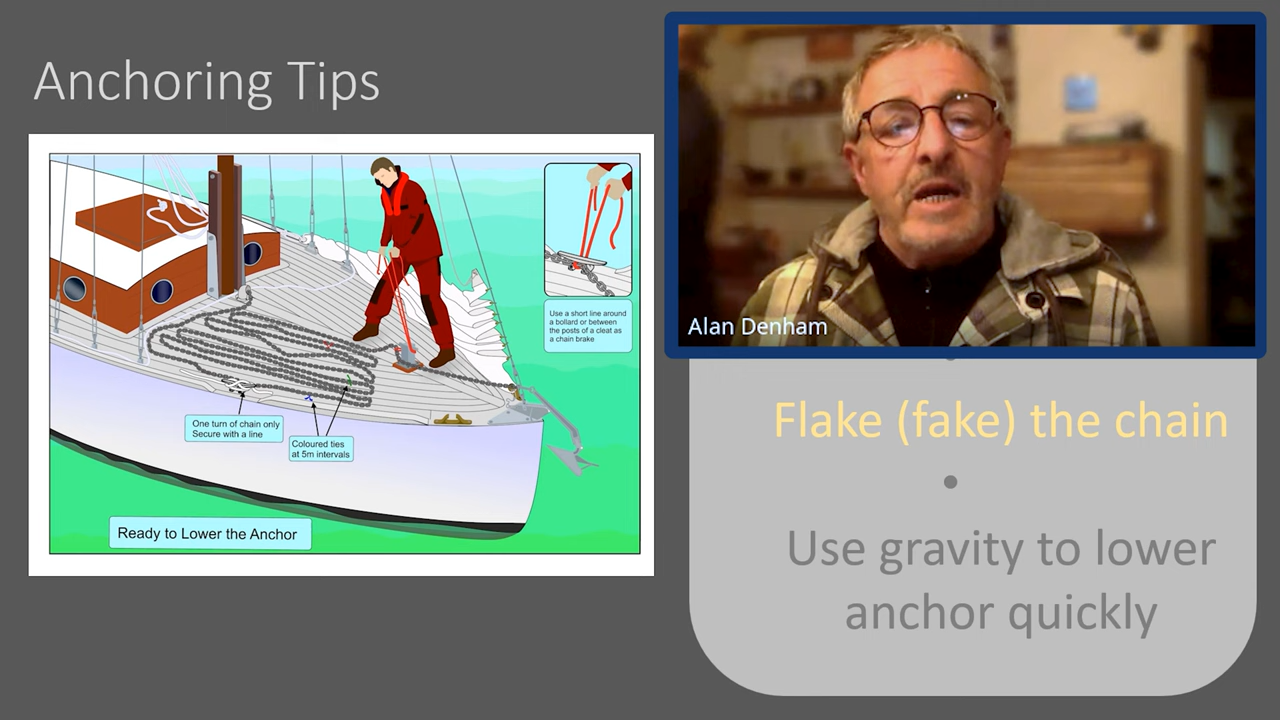 Anchoring Tips
Use a short line around
a bollard or between
the posts of a cleat as
a chain brake
One turn of chain only
Secure with a line
Coloured ties
at 5m intervals
Ready to Lower the Anchor
Alan Denham
Flake (fake) the chain
Use gravity to lower
anchor quickly